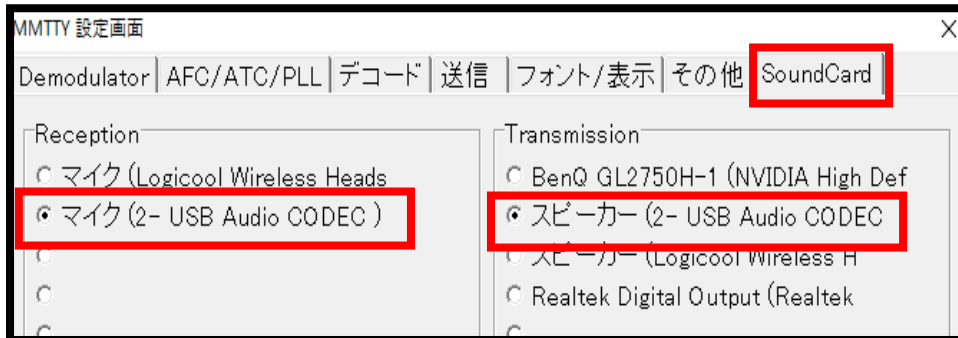 MMTTY 設定画面
Demodulator AFC/ATC/PLL デコード 送信 フォント/表示 その他 SoundCard
Reception
マイク (Logicool Wireless Heads
マイク (2- USB Audio CODEC )
Transmission
BenQ GL2750H-1 (NVIDIA High Def
スピーカー (2- USB Audio CODEC
スピーカー (Logicool Wireless H
Realtek Digital Output (Realtek